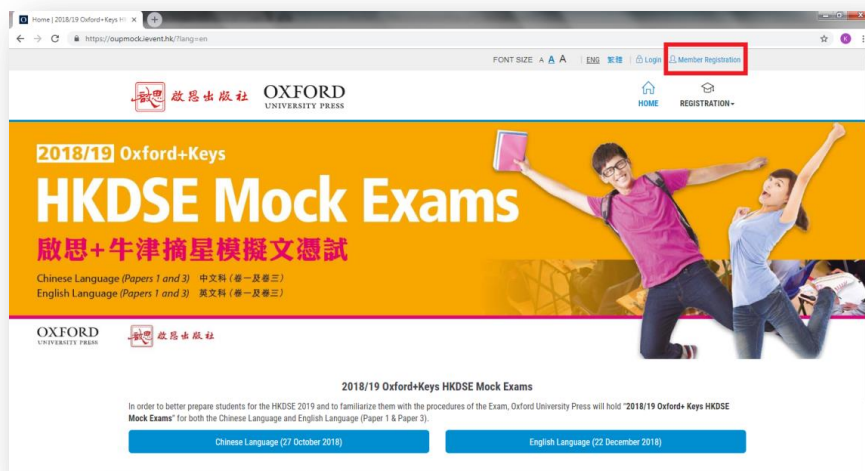 Home | 2018/19 Oxford+Keys H
https://oupmock.ievent.hk/?lang=en
FONT SIZE A A A | ENG 繁體 | Login Member Registration
啟思出版社 OXFORD UNIVERSITY PRESS
HOME REGISTRATION
2018/19 Oxford+Keys
HKDSE Mock Exams
啟思+牛津摘星模擬文憑試
Chinese Language (Papers 1 and 3) 中文科 (卷一及卷三)
English Language (Papers 1 and 3) 英文科 (卷一及卷三)
OXFORD UNIVERSITY PRESS 啟思出版社
2018/19 Oxford+Keys HKDSE Mock Exams
In order to better prepare students for the HKDSE 2019 and to familiarize them with the procedures of the Exam, Oxford University Press will hold "2018/19 Oxford+ Keys HKDSE
Mock Exams" for both the Chinese Language and English Language (Paper 1 & Paper 3).
Chinese Language (27 October 2018) English Language (22 December 2018)